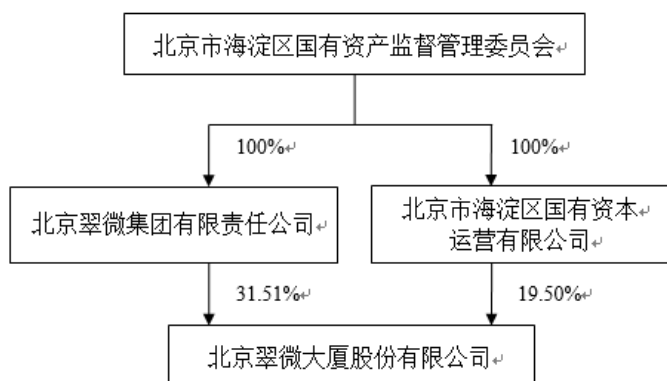 北京市海淀区国有资产监督管理委员会
100%
100%
北京翠微集团有限责任公司
北京市海淀区国有资本
运营有限公司
31.51%
19.50%
北京翠微大厦股份有限公司